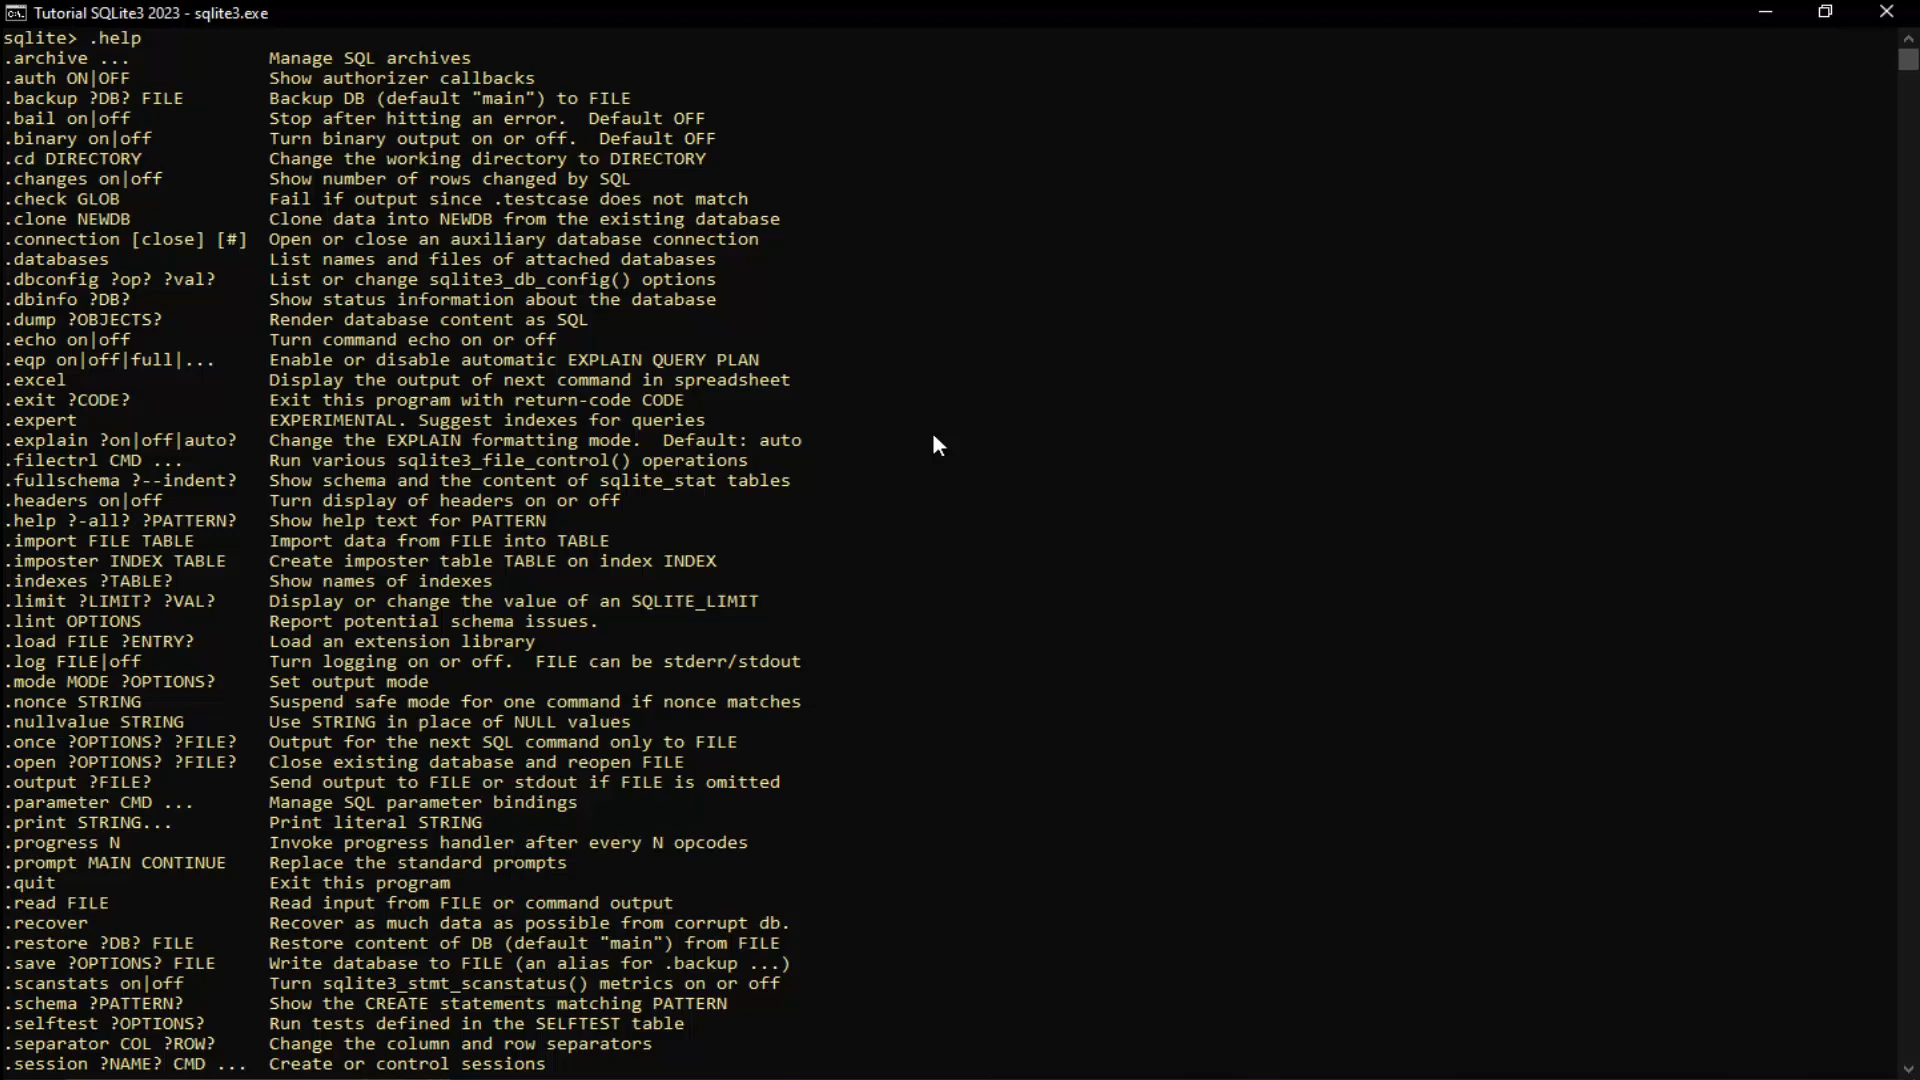 Tutorial SQLite3 2023 - sqlite3.exe
sqlite> .help
.archive ...             Manage SQL archives
.auth ON|OFF             Show authorizer callbacks
.backup ?DB? FILE        Backup DB (default "main") to FILE
.bail on|off             Stop after hitting an error.  Default OFF
.binary on|off           Turn binary output on or off.  Default OFF
.cd DIRECTORY            Change the working directory to DIRECTORY
.changes on|off          Show number of rows changed by SQL
.check GLOB              Fail if output since .testcase does not match
.clone NEWDB             Clone data into NEWDB from the existing database
.connection [close] [#]  Open or close an auxiliary database connection
.databases               List names and files of attached databases
.dbconfig ?op? ?val?     List or change sqlite3_db_config() options
.dbinfo ?DB?             Show status information about the database
.dump ?OBJECTS?          Render database content as SQL
.echo on|off             Turn command echo on or off
.eqp on|off|full|...     Enable or disable automatic EXPLAIN QUERY PLAN
.excel                   Display the output of next command in spreadsheet
.exit ?CODE?             Exit this program with return-code CODE
.expert                  EXPERIMENTAL. Suggest indexes for queries
.explain ?on|off|auto?   Change the EXPLAIN formatting mode.  Default: auto
.filectrl CMD ...        Run various sqlite3_file_control() operations
.fullschema ?--indent?   Show schema and the content of sqlite_stat tables
.headers on|off          Turn display of headers on or off
.help ?-all? ?PATTERN?   Show help text for PATTERN
.import FILE TABLE       Import data from FILE into TABLE
.imposter INDEX TABLE    Create imposter table TABLE on index INDEX
.indexes ?TABLE?         Show names of indexes
.limit ?LIMIT? ?VAL?     Display or change the value of an SQLITE_LIMIT
.lint OPTIONS            Report potential schema issues.
.load FILE ?ENTRY?       Load an extension library
.log FILE|off            Turn logging on or off.  FILE can be stderr/stdout
.mode MODE ?OPTIONS?     Set output mode
.nonce STRING            Suspend safe mode for one command if nonce matches
.nullvalue STRING        Use STRING in place of NULL values
.once ?OPTIONS? ?FILE?   Output for the next SQL command only to FILE
.open ?OPTIONS? ?FILE?   Close existing database and reopen FILE
.output ?FILE?           Send output to FILE or stdout if FILE is omitted
.parameter CMD ...       Manage SQL parameter bindings
.print STRING...         Print literal STRING
.progress N              Invoke progress handler after every N opcodes
.prompt MAIN CONTINUE    Replace the standard prompts
.quit                    Exit this program
.read FILE               Read input from FILE or command output
.recover                 Recover as much data as possible from corrupt db.
.restore ?DB? FILE       Restore content of DB (default "main") from FILE
.save ?OPTIONS? FILE     Write database to FILE (an alias for .backup ...)
.scanstats on|off        Turn sqlite3_stmt_scanstatus() metrics on or off
.schema ?PATTERN?        Show the CREATE statements matching PATTERN
.selftest ?OPTIONS?      Run tests defined in the SELFTEST table
.separator COL ?ROW?     Change the column and row separators
.session ?NAME? CMD ...  Create or control sessions